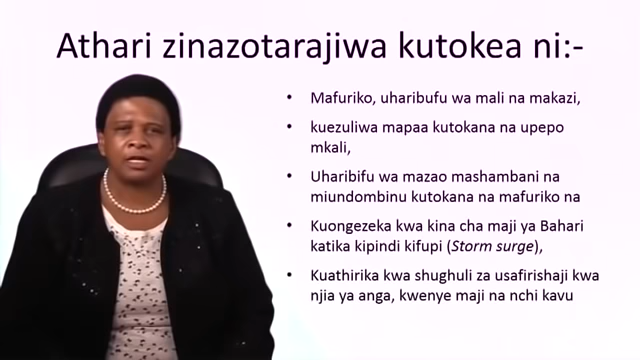 Athari zinazotarajiwa kutokea ni:-
• Mafuriko, uharibufu wa mali na makazi,
• kuezuliwa mapaa kutokana na upepo
mkali,
• Uharibifu wa mazao mashambani na
miundombinu kutokana na mafuriko na
• Kuongezeka kwa kina cha maji ya Bahari
katika kipindi kifupi (Storm surge),
• Kuathirika kwa shughuli za usafirishaji kwa
njia ya anga, kwenye maji na nchi kavu